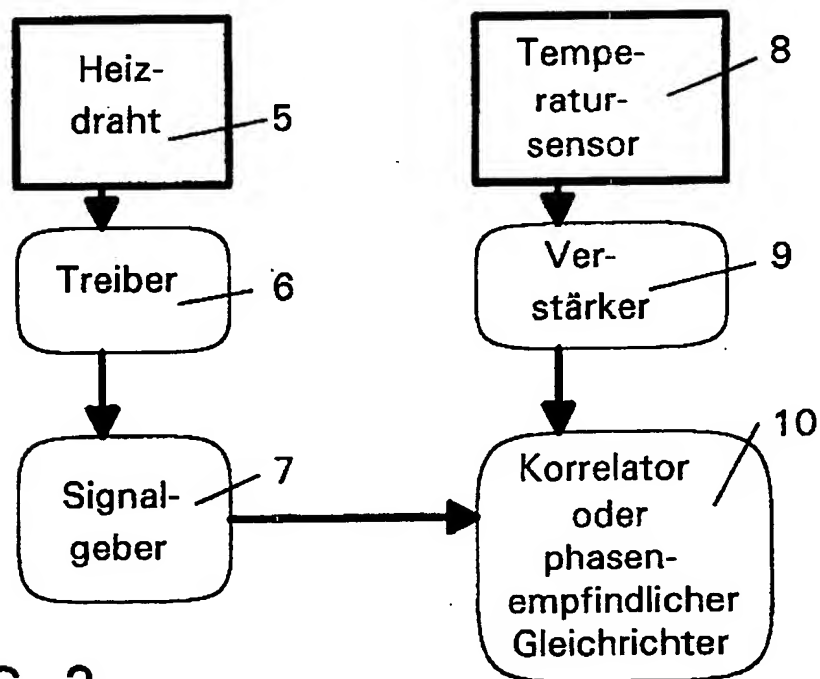 Heiz-
draht
5
Tempe-
ratur-
sensor
8
Treiber
6
Ver-
stärker
9
Signal-
geber
7
Korrelator
oder
phasen-
empfindlicher
Gleichrichter
10